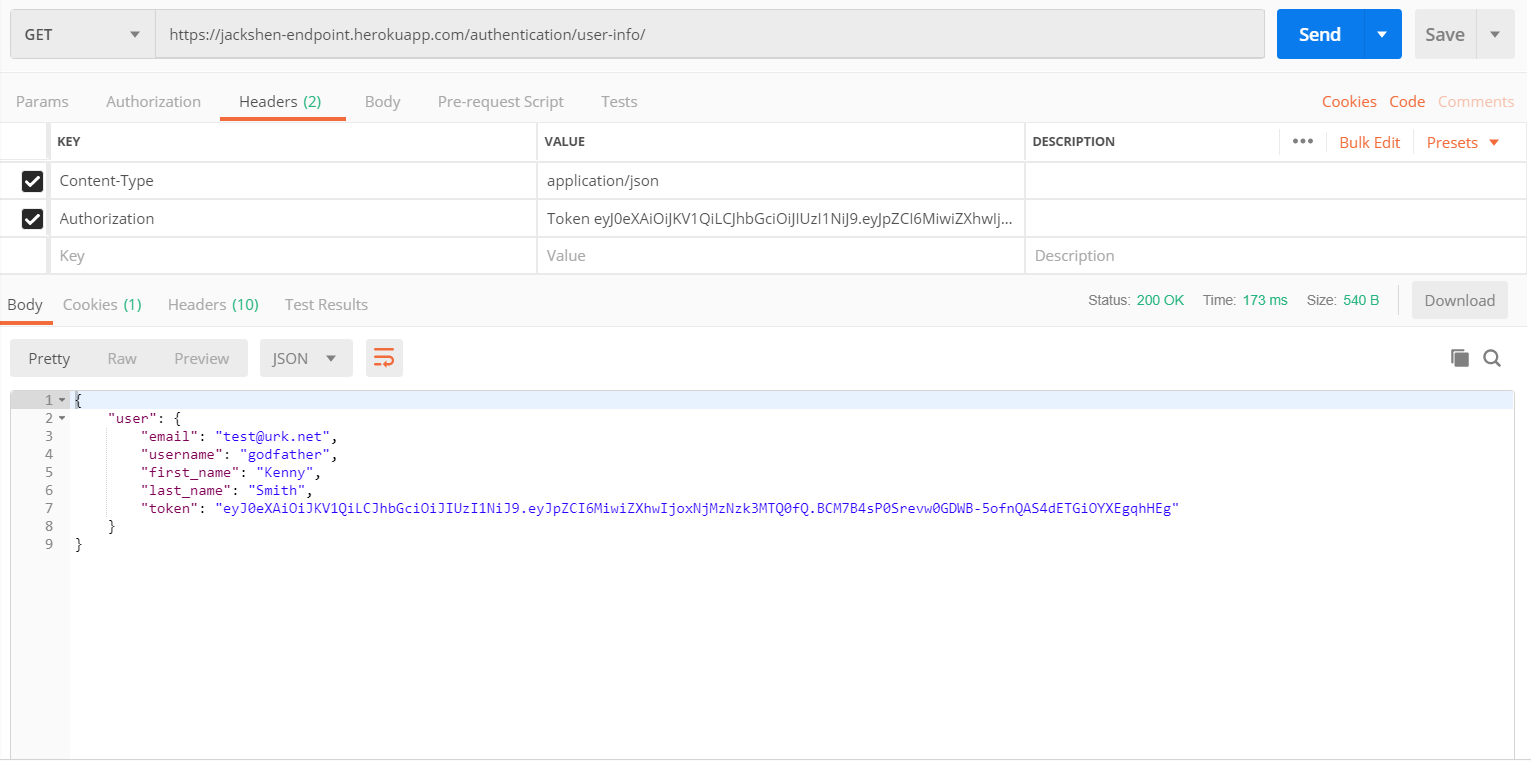 GET https://jackshen-endpoint.herokuapp.com/authentication/user-info/ Send Save
Params Authorization Headers (2) Body Pre-request Script Tests Cookies Code Comments
KEY VALUE DESCRIPTION ••• Bulk Edit Presets
Content-Type application/json
Authorization Token eyJ0eXAiOiJKV1QiLCJhbGciOiJIUzI1NiJ9.eyJpZCI6MiwiZXhwIj...
Key Value Description
Body Cookies (1) Headers (10) Test Results Status: 200 OK Time: 173 ms Size: 540 B Download
Pretty Raw Preview JSON
1 {
2 "user": {
3 "email": "test@urk.net",
4 "username": "godfather",
5 "first_name": "Kenny",
6 "last_name": "Smith",
7 "token": "eyJ0eXAiOiJKV1QiLCJhbGciOiJIUzI1NiJ9.eyJpZCI6MiwiZXhwIjoxNjMzNzk3MTQ0fQ.BCM7B4sP0Srevw0GDWB-5ofnQAS4dETGiOYXEgqhHEg"
8 }
9 }